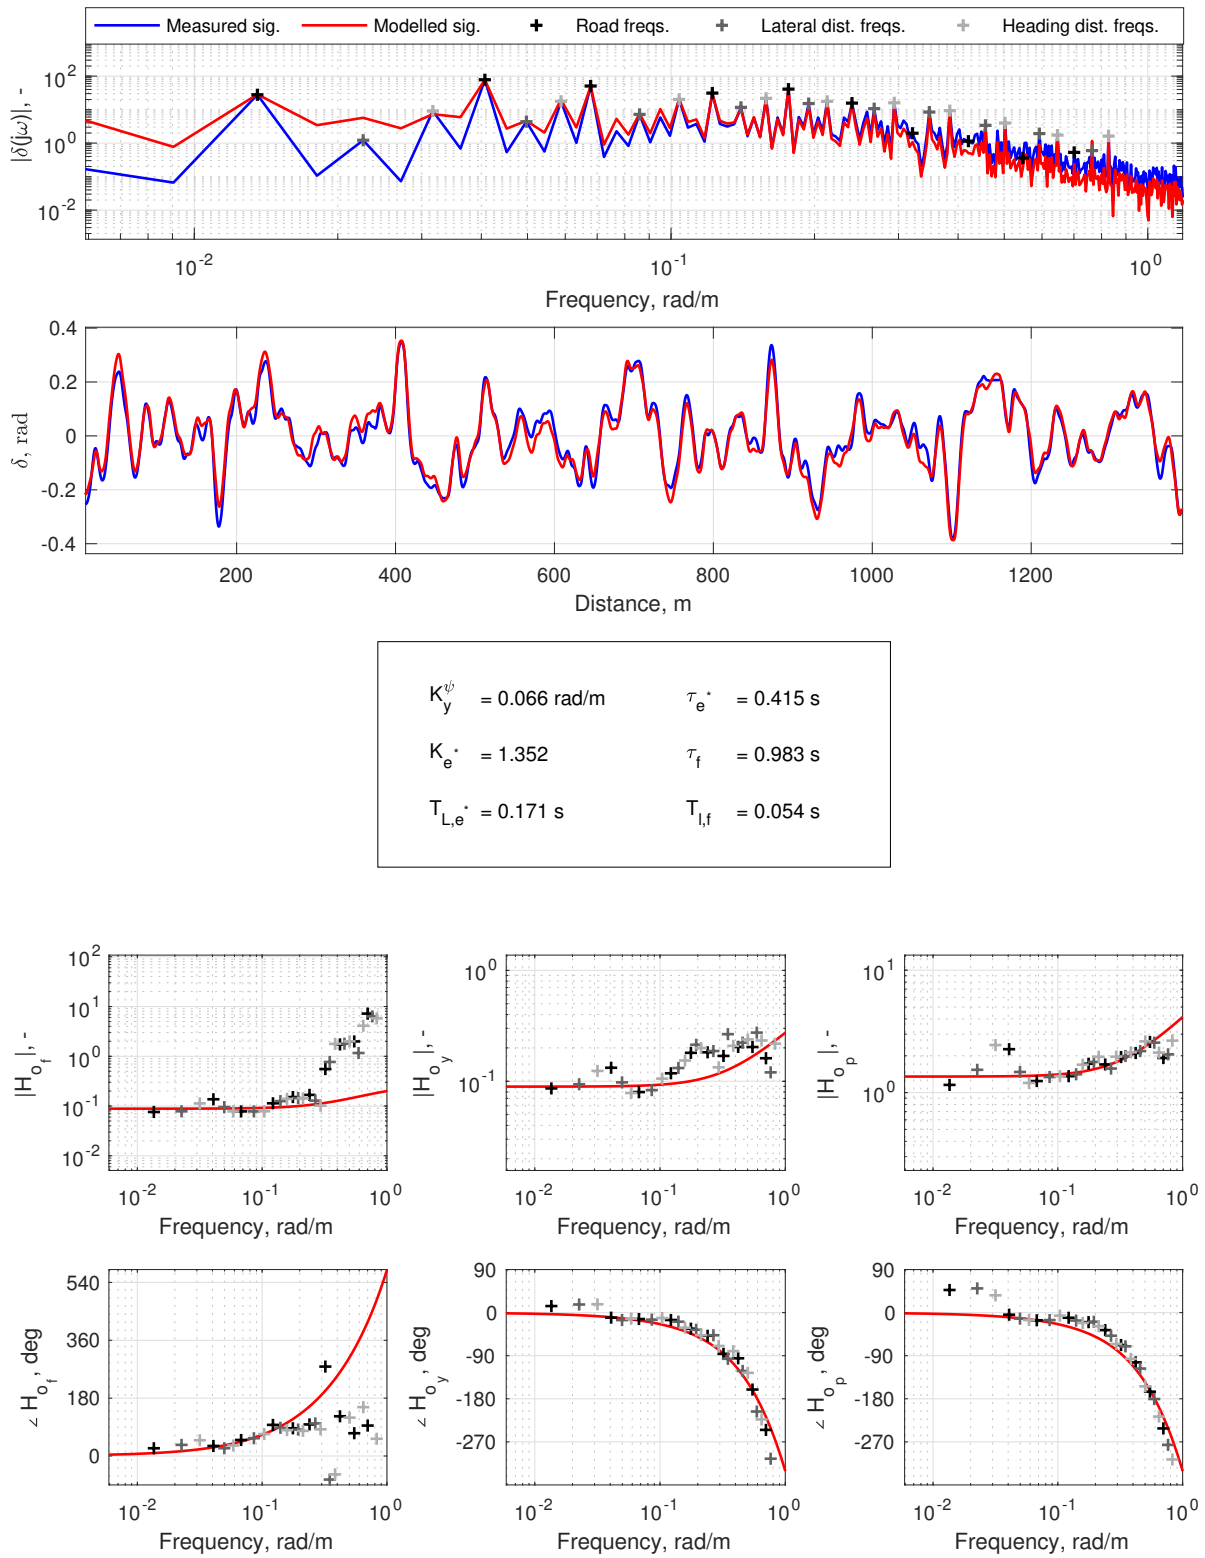 Measured sig. Modelled sig. Road freqs. Lateral dist. freqs. Heading dist. freqs.
|δ(jω)|, -
10^2
10^0
10^-2
10^-2 10^-1 10^0
Frequency, rad/m
δ, rad
0.4
0.2
0
-0.2
-0.4
200 400 600 800 1000 1200
Distance, m
K_y^ψ = 0.066 rad/m τ_e* = 0.415 s
K_e* = 1.352 τ_f = 0.983 s
T_L,e* = 0.171 s T_l,f = 0.054 s
|H_o_f|, -
10^2
10^1
10^0
10^-1
10^-2
10^-2 10^-1 10^0
Frequency, rad/m
|H_o_y|, -
10^0
10^-1
10^-2 10^-1 10^0
Frequency, rad/m
|H_o_p|, -
10^1
10^0
10^-2 10^-1 10^0
Frequency, rad/m
∠ H_o_f, deg
540
360
180
0
10^-2 10^-1 10^0
Frequency, rad/m
∠ H_o_y, deg
90
0
-90
-180
-270
10^-2 10^-1 10^0
Frequency, rad/m
∠ H_o_p, deg
90
0
-90
-180
-270
10^-2 10^-1 10^0
Frequency, rad/m